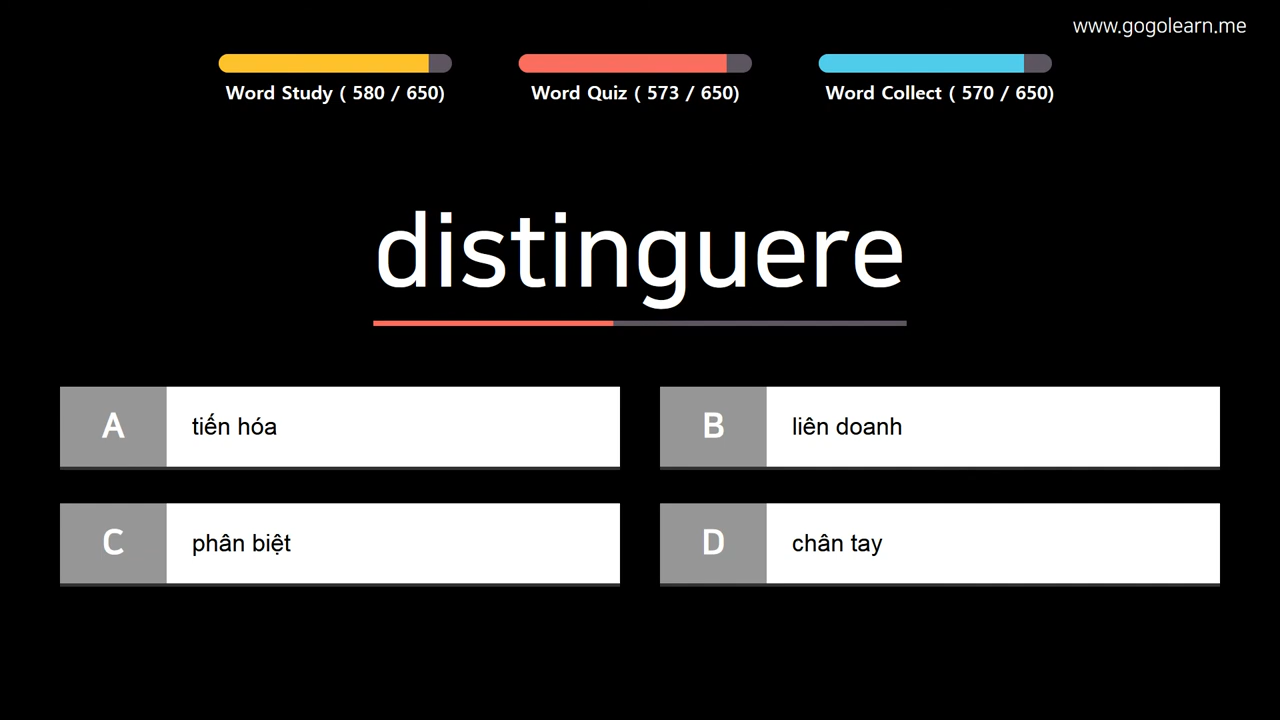 www.gogolearn.me
Word Study ( 580 / 650)
Word Quiz ( 573 / 650)
Word Collect ( 570 / 650)
distinguere
A tiến hóa
B liên doanh
C phân biệt
D chân tay